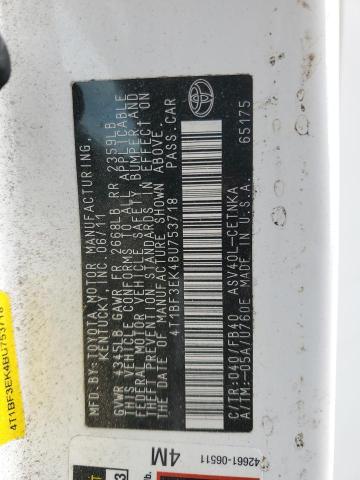 MFD.BY:TOYOTA MOTOR MANUFACTURING,
KENTUCKY,INC. 06/11
GVWR 4345LB GAWR FR 2660LB RR 2359LB
THIS VEHICLE CONFORMS TO ALL APPLICABLE
FEDERAL MOTOR VEHICLE SAFETY, BUMPER AND
THEFT PREVENTION STANDARDS IN EFFECT ON
THE DATE OF MANUFACTURE SHOWN ABOVE.
4T1BF3EK4BU753718 PASS.CAR
C/TR:040/FB40 ASV40L-CETNKA
A/TM:-05A/U760E MADE IN U.S.A.
65175
4T1BF3EK4BU753718
42661-06511
4M